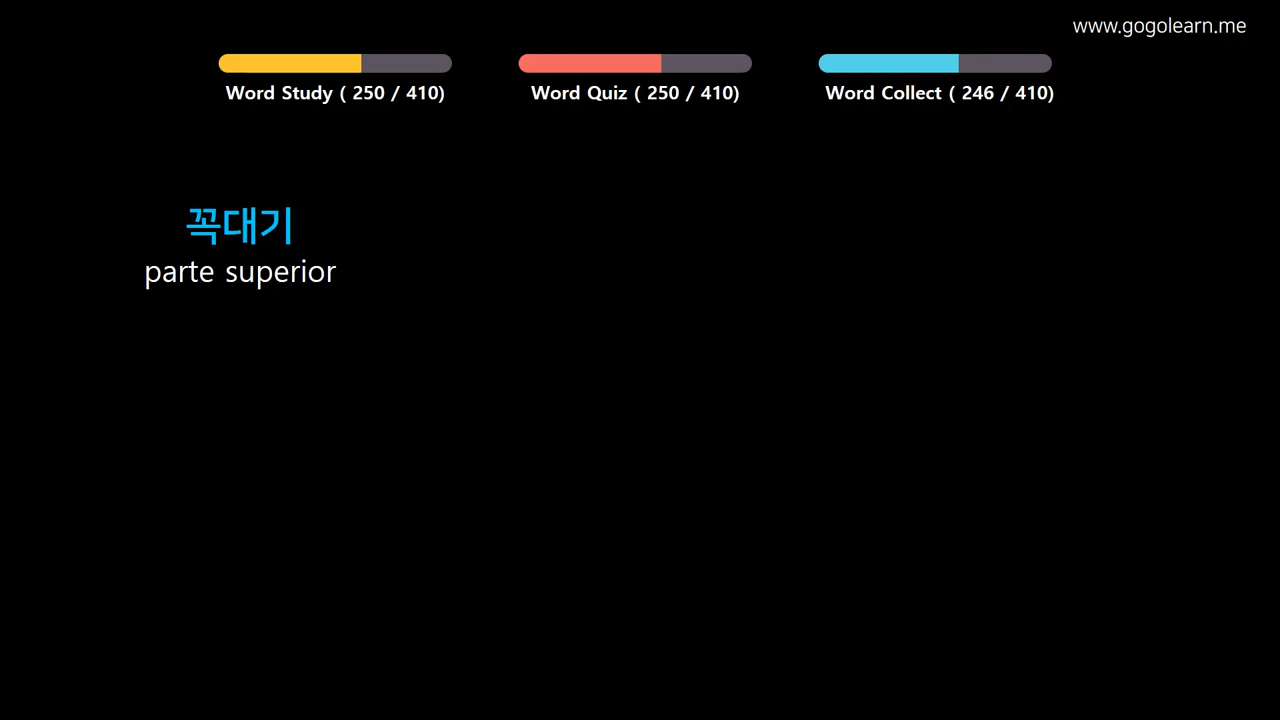 www.gogolearn.me
Word Study ( 250 / 410)
Word Quiz ( 250 / 410)
Word Collect ( 246 / 410)
꼭대기
parte superior